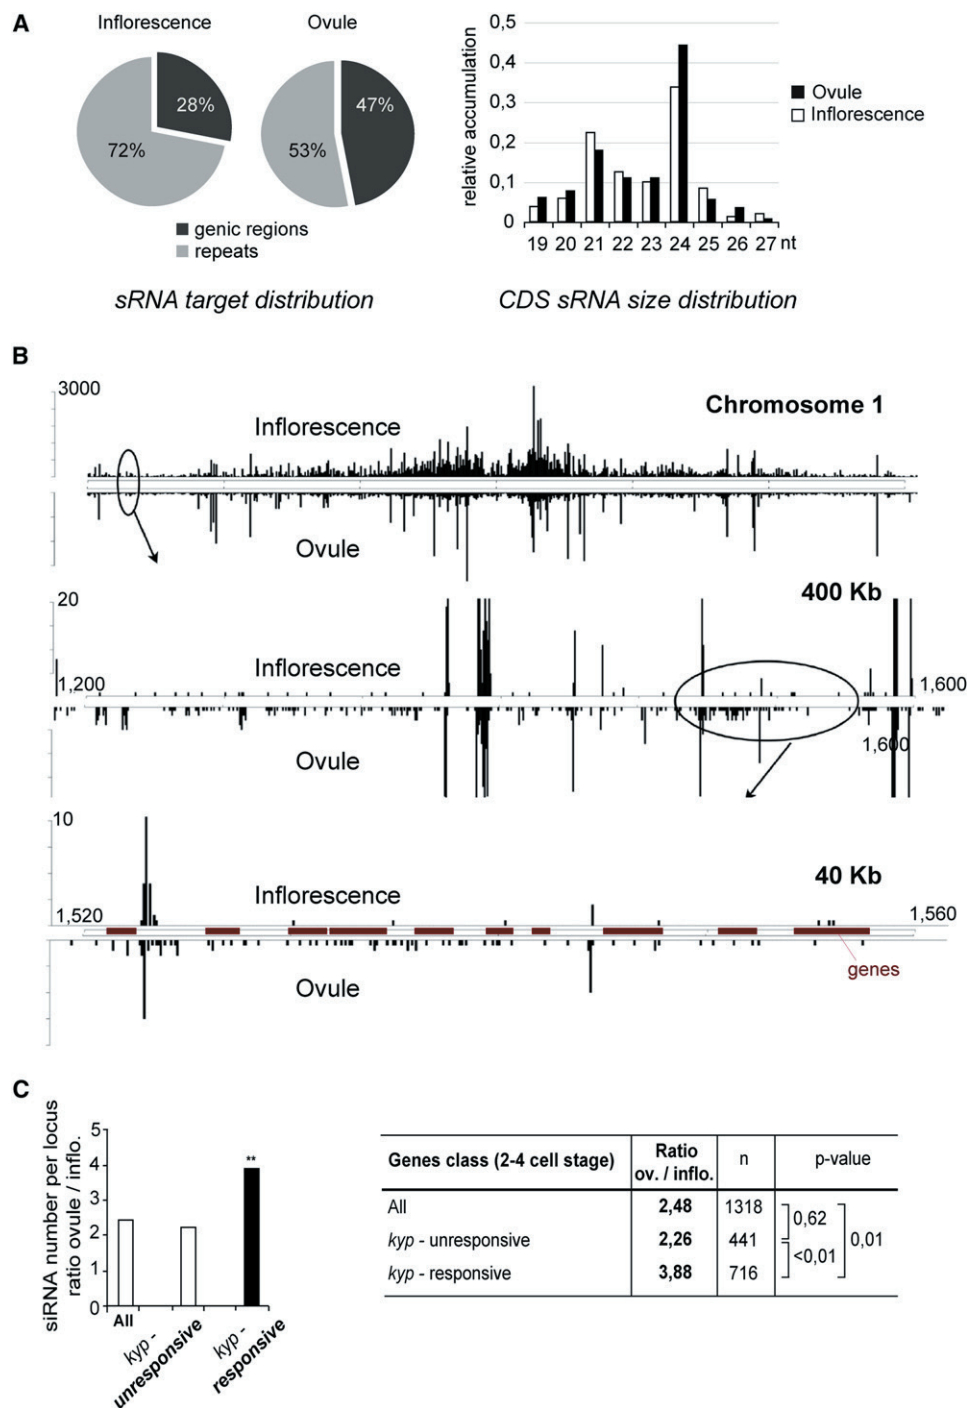 A
Inflorescence
Ovule
28%
72%
47%
53%
genic regions
repeats
sRNA target distribution
relative accumulation
0,5
0,4
0,3
0,2
0,1
0
19 20 21 22 23 24 25 26 27 nt
Ovule
Inflorescence
CDS sRNA size distribution
B
3000
Inflorescence
Chromosome 1
Ovule
20
400 Kb
Inflorescence
1,200
1,600
1,600
Ovule
10
40 Kb
Inflorescence
1,520
1,560
genes
Ovule
C
siRNA number per locus
ratio ovule / inflo.
5
4
3
2
1
0
**
All
kyp -
unresponsive
kyp -
responsive
Genes class (2-4 cell stage) Ratio ov. / inflo. n p-value
All 2,48 1318
kyp - unresponsive 2,26 441
kyp - responsive 3,88 716
0,62
<0,01
0,01